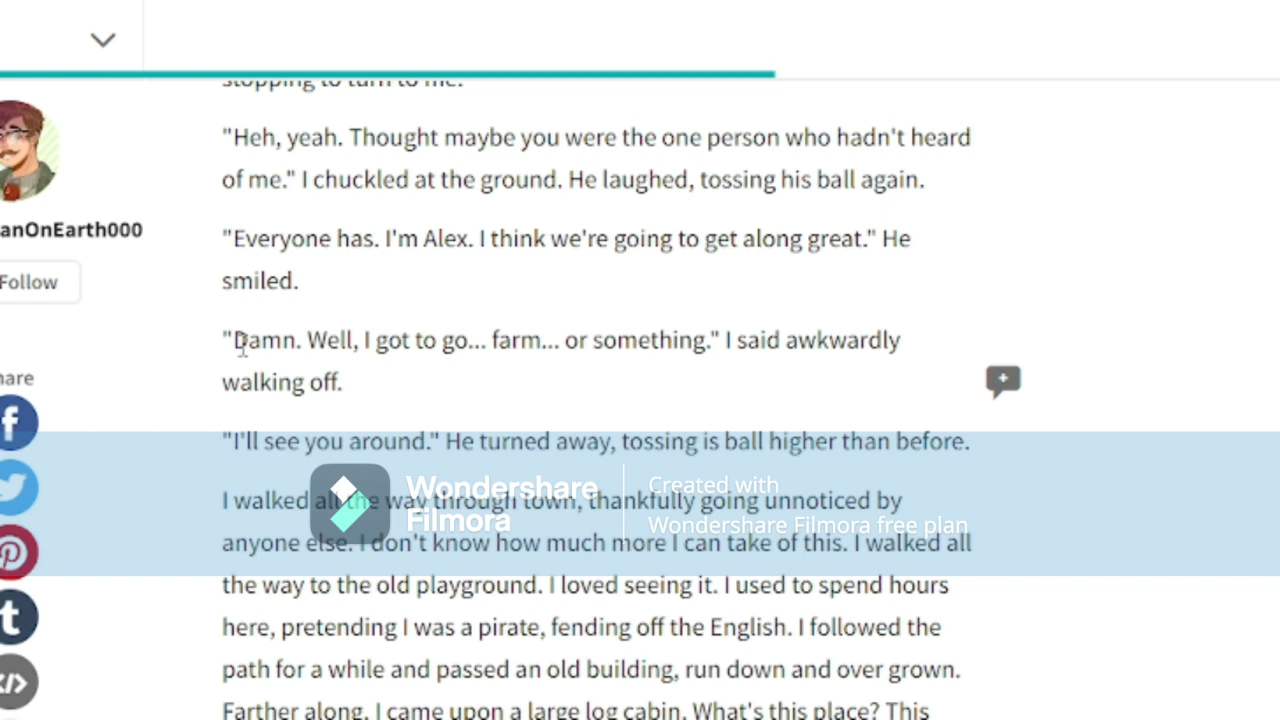 stopping to turn to me.
"Heh, yeah. Thought maybe you were the one person who hadn't heard
of me." I chuckled at the ground. He laughed, tossing his ball again.
anOnEarth000
"Everyone has. I'm Alex. I think we're going to get along great." He
Follow
smiled.
"Damn. Well, I got to go... farm... or something." I said awkwardly
hare
walking off.
"I'll see you around." He turned away, tossing is ball higher than before.
Wondershare
Filmora
Created with
Wondershare Filmora free plan
I walked all the way through town, thankfully going unnoticed by
anyone else. I don't know how much more I can take of this. I walked all
the way to the old playground. I loved seeing it. I used to spend hours
here, pretending I was a pirate, fending off the English. I followed the
path for a while and passed an old building, run down and over grown.
Farther along, I came upon a large log cabin. What's this place? This